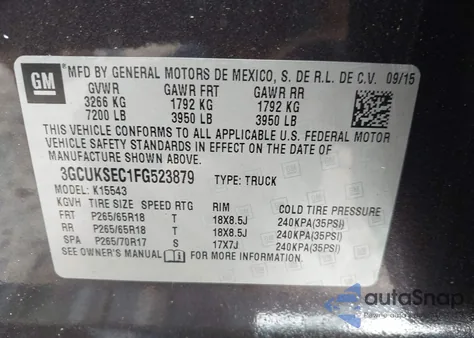 GM
MFD BY GENERAL MOTORS DE MEXICO, S. DE R.L. DE C.V. 09/15
GVWR GAWR FRT GAWR RR
3266 KG 1792 KG 1792 KG
7200 LB 3950 LB 3950 LB
THIS VEHICLE CONFORMS TO ALL APPLICABLE U.S. FEDERAL MOTOR
VEHICLE SAFETY STANDARDS IN EFFECT ON THE DATE OF
MANUFACTURE SHOWN ABOVE.
3GCUKSEC1FG523879 TYPE: TRUCK
MODEL: K15543
KGVH TIRE SIZE SPEED RTG RIM COLD TIRE PRESSURE
FRT P265/65R18 T 18X8.5J 240KPA(35PSI)
RR P265/65R18 T 18X8.5J 240KPA(35PSI)
SPA P265/70R17 S 17X7J 240KPA(35PSI)
SEE OWNER'S MANUAL FOR MORE INFORMATION.
autoSnap